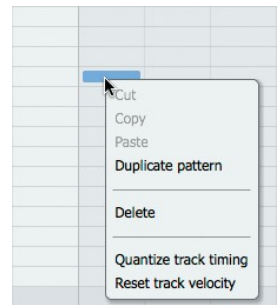 Cut
Copy
Paste
Duplicate pattern
Delete
Quantize track timing
Reset track velocity